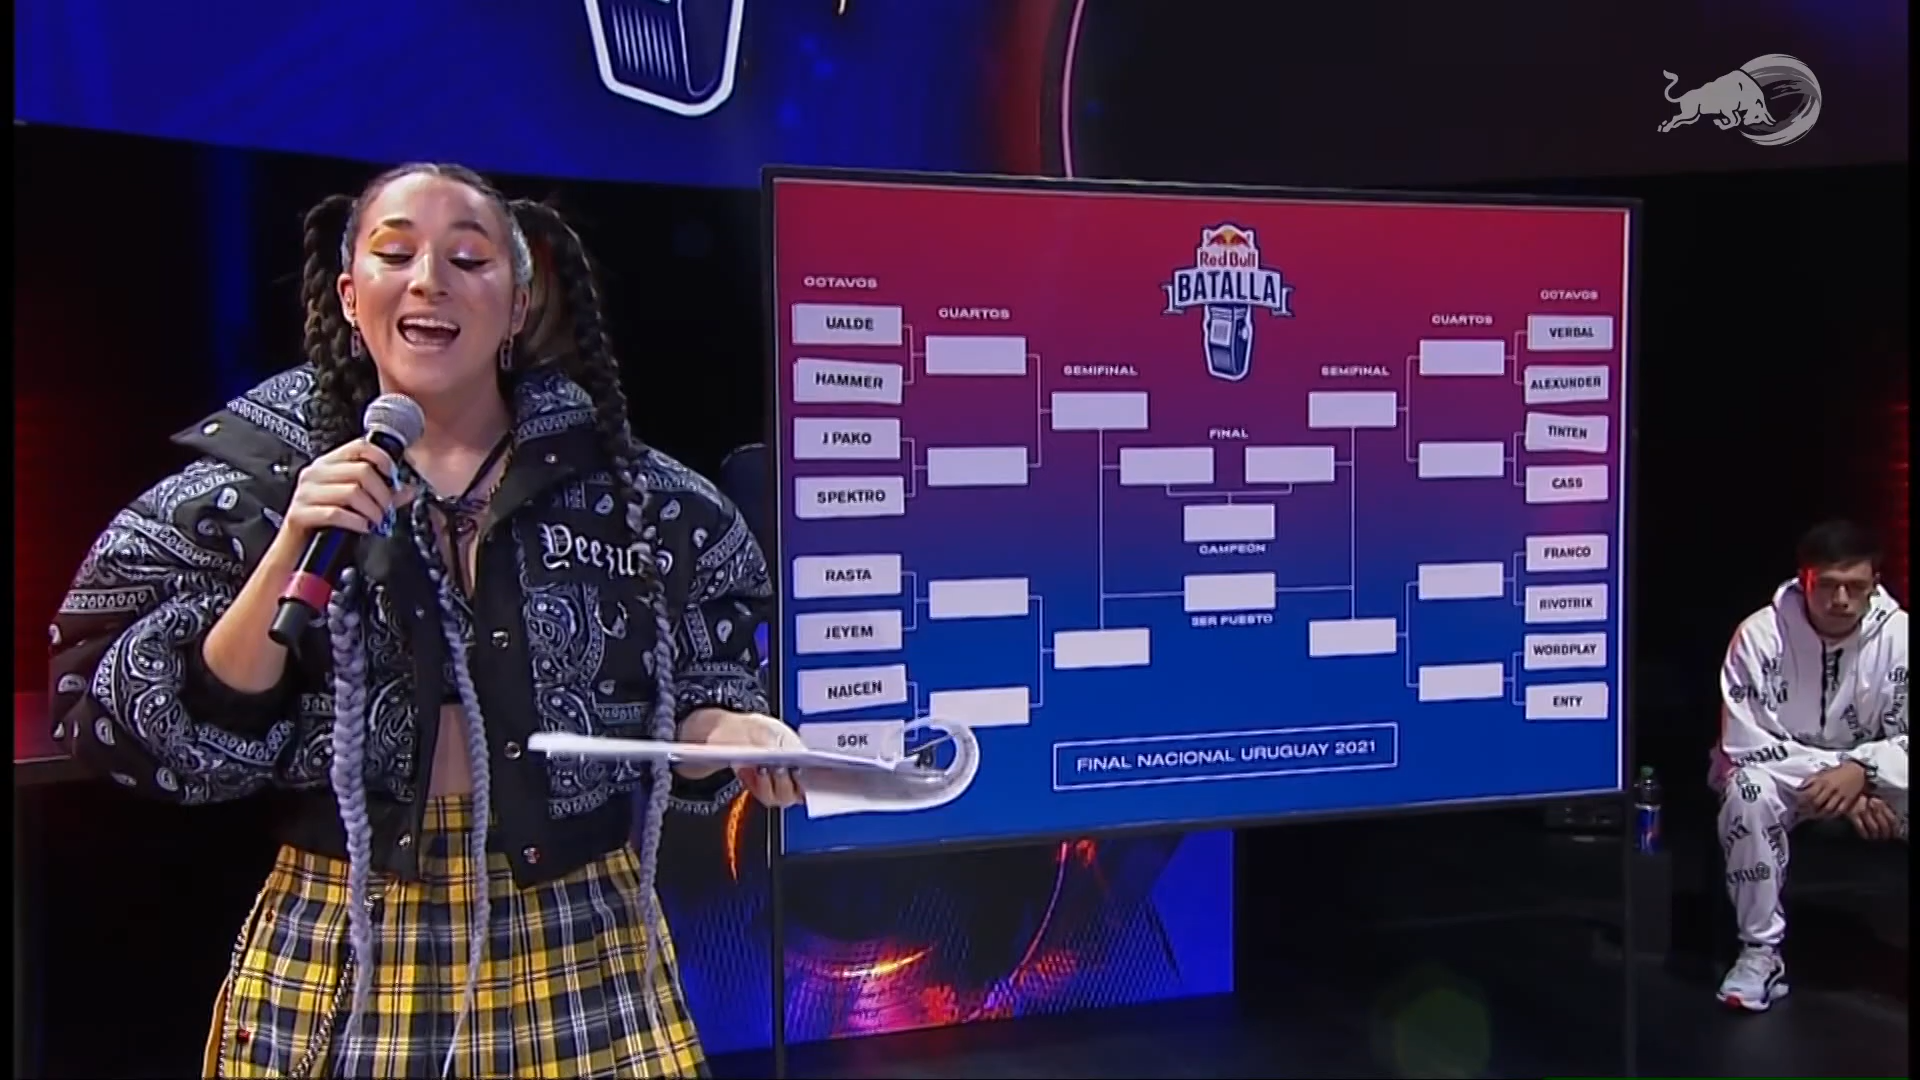 Red Bull
BATALLA
OCTAVOS
UALDE
HAMMER
J PAKO
SPEKTRO
RASTA
JEYEM
NAICEN
SOK
CUARTOS
SEMIFINAL
FINAL
CAMPEÓN
3ER PUESTO
SEMIFINAL
CUARTOS
OCTAVOS
VERBAL
ALEXUNDER
TINTEN
CASS
FRANCO
RIVOTRIX
WORDPLAY
ENTY
FINAL NACIONAL URUGUAY 2021